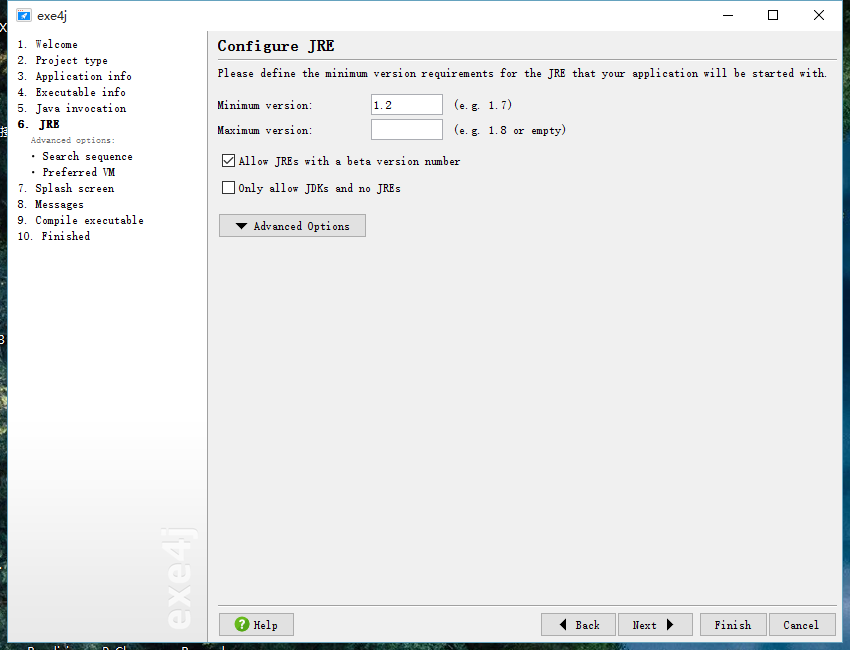 exe4j
1. Welcome
2. Project type
3. Application info
4. Executable info
5. Java invocation
6. JRE
Advanced options:
· Search sequence
· Preferred VM
7. Splash screen
8. Messages
9. Compile executable
10. Finished
exe4j
Configure JRE
Please define the minimum version requirements for the JRE that your application will be started with.
Minimum version: 1.2 (e.g. 1.7)
Maximum version: (e.g. 1.8 or empty)
Allow JREs with a beta version number
Only allow JDKs and no JREs
Advanced Options
Help Back Next Finish Cancel